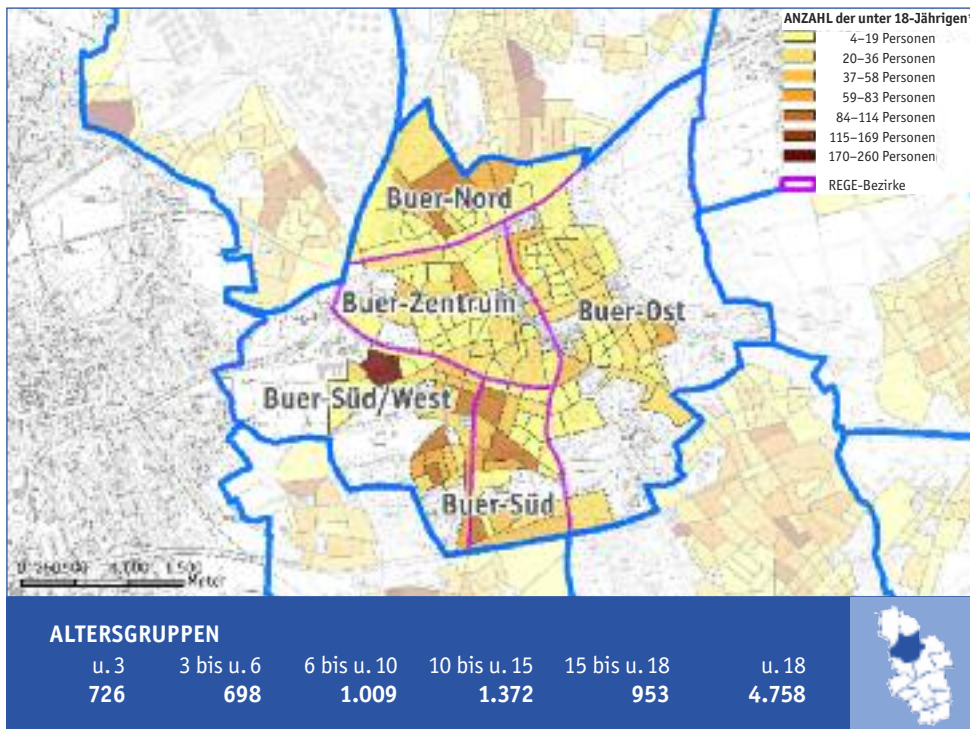 ANZAHL der unter 18-Jährigen*
4–19 Personen
20–36 Personen
37–58 Personen
59–83 Personen
84–114 Personen
115–169 Personen
170–260 Personen
REGE-Bezirke
Buer-Nord
Buer-Zentrum
Buer-Ost
Buer-Süd/West
Buer-Süd
Meter
ALTERSGRUPPEN
u. 3 3 bis u. 6 6 bis u. 10 10 bis u. 15 15 bis u. 18 u. 18
726 698 1.009 1.372 953 4.758